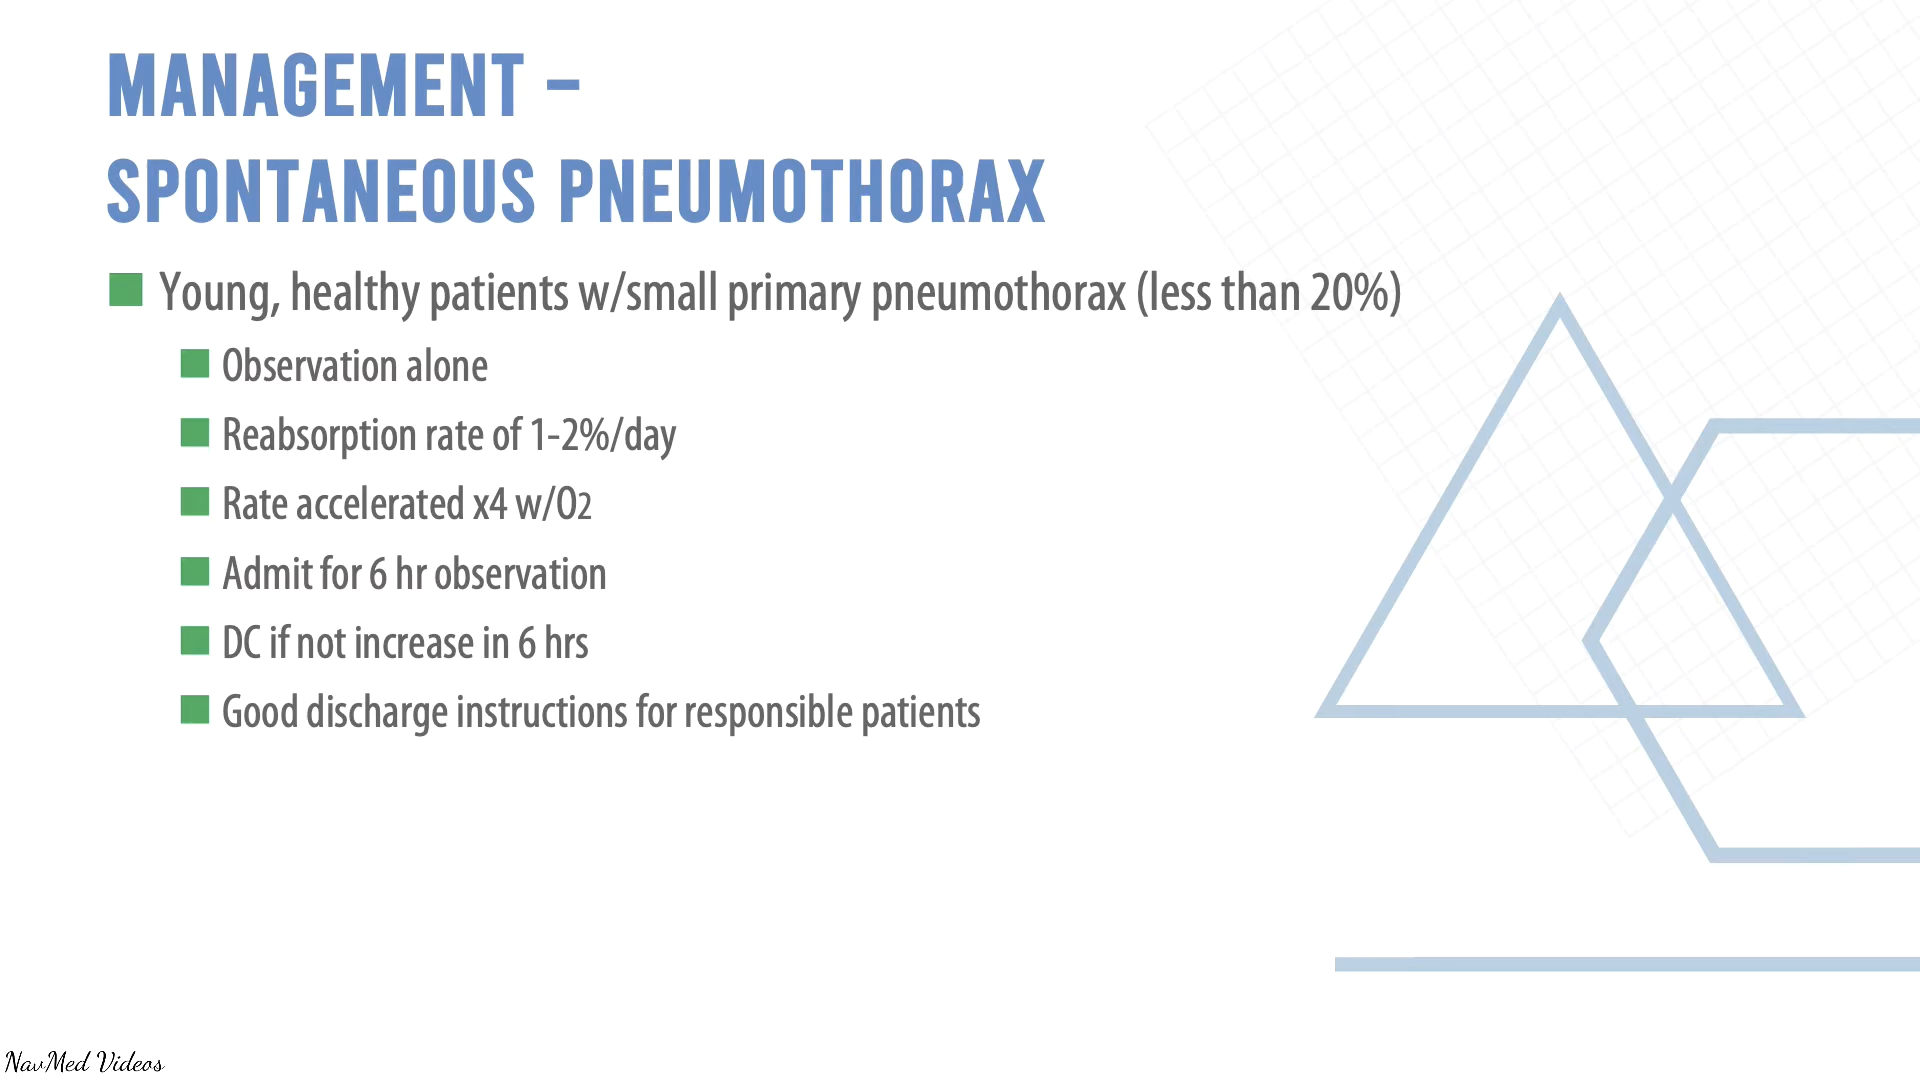 MANAGEMENT –
SPONTANEOUS PNEUMOTHORAX
Young, healthy patients w/small primary pneumothorax (less than 20%)
Observation alone
Reabsorption rate of 1-2%/day
Rate accelerated x4 w/O2
Admit for 6 hr observation
DC if not increase in 6 hrs
Good discharge instructions for responsible patients
NavMed Videos